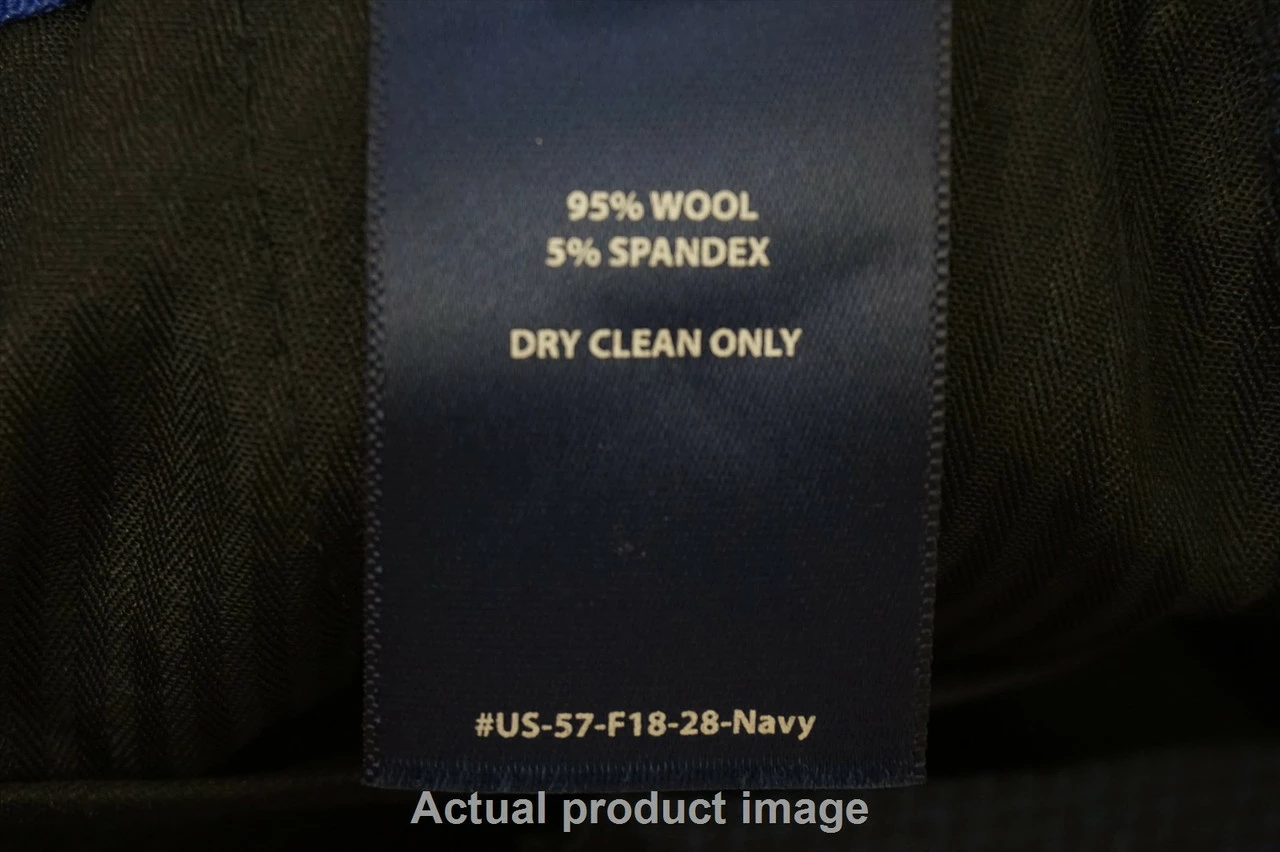 95% WOOL
5% SPANDEX
DRY CLEAN ONLY
#US-57-F18-28-Navy
Actual product image